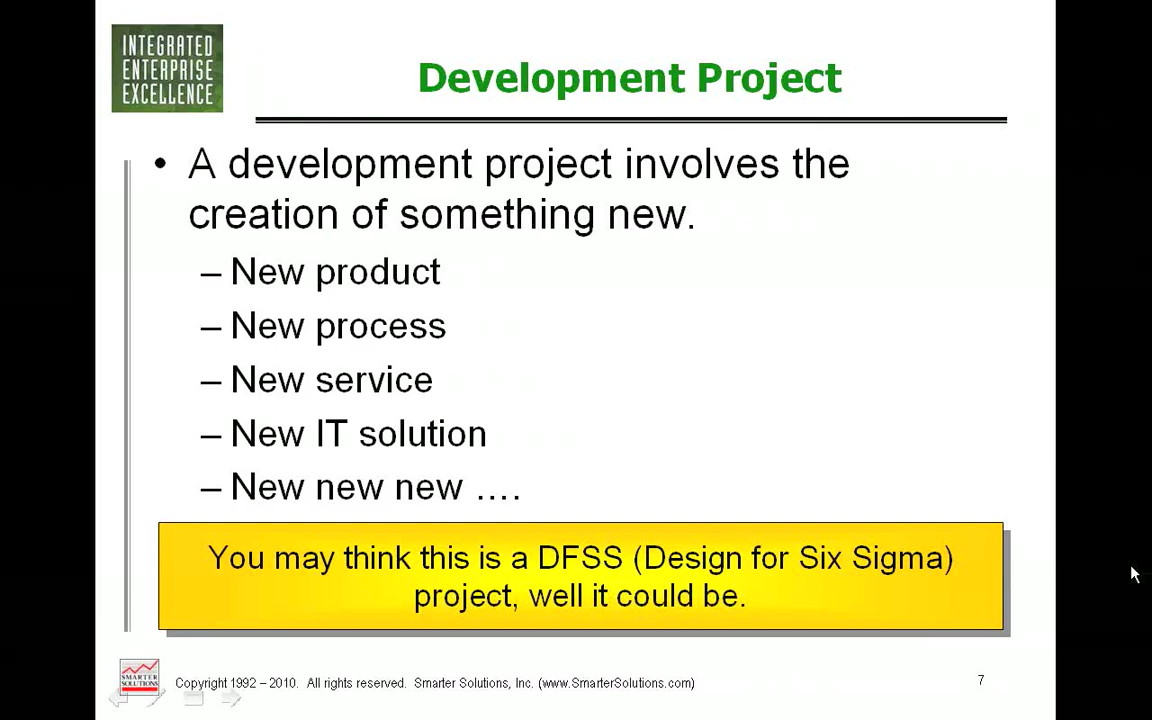 INTEGRATED
ENTERPRISE
EXCELLENCE
Development Project
• A development project involves the
creation of something new.
– New product
– New process
– New service
– New IT solution
– New new new ….
You may think this is a DFSS (Design for Six Sigma)
project, well it could be.
SMARTER
SOLUTIONS
Copyright 1992 – 2010. All rights reserved. Smarter Solutions, Inc. (www.SmarterSolutions.com)
7